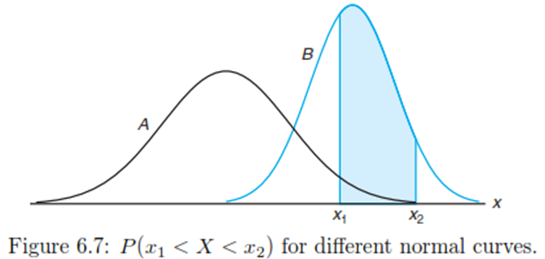 B
A
x
x₁
x₂
Figure 6.7: P(x₁ < X < x₂) for different normal curves.